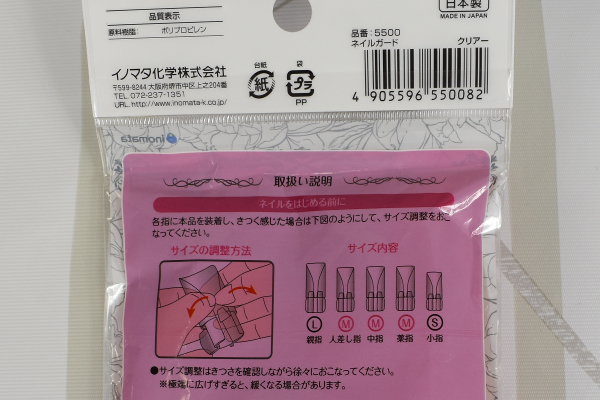 品質表示
原料樹脂 ポリプロピレン
日本製
MADE IN JAPAN
品番:5500
ネイルガード クリアー
イノマタ化学株式会社
〒599-8244 大阪府堺市中区上之204番
TEL. 072-237-1351
URL. http://www.inomata-k.co.jp/
台紙
紙
袋
プラ
PP
4 905596 550082
inomata
取扱い説明
ネイルをはじめる前に
各指に本品を装着し、きつく感じた場合は下図のようにして、サイズ調整をおこ
なってください。
サイズの調整方法
サイズ内容
L M M M S
親指 人差し指 中指 薬指 小指
●サイズ調整はきつさを確認しながら徐々におこなってください。
※極端に広げすぎると、緩くなる場合があります。